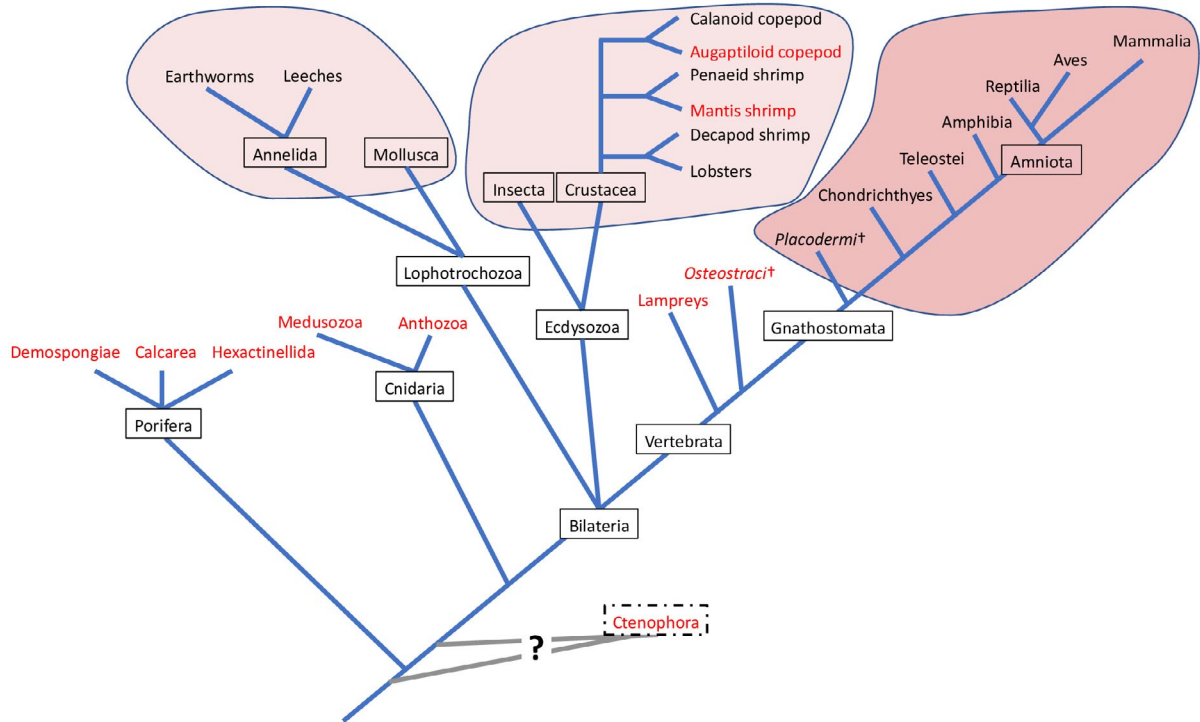 Calanoid copepod
Augaptiloid copepod
Penaeid shrimp
Mantis shrimp
Decapod shrimp
Lobsters
Insecta
Crustacea
Earthworms
Leeches
Annelida
Mollusca
Mammalia
Aves
Reptilia
Amphibia
Amniota
Teleostei
Chondrichthyes
Placodermi†
Osteostraci†
Lampreys
Gnathostomata
Lophotrochozoa
Ecdysozoa
Medusozoa
Anthozoa
Cnidaria
Demospongiae
Calcarea
Hexactinellida
Porifera
Vertebrata
Bilateria
Ctenophora
?